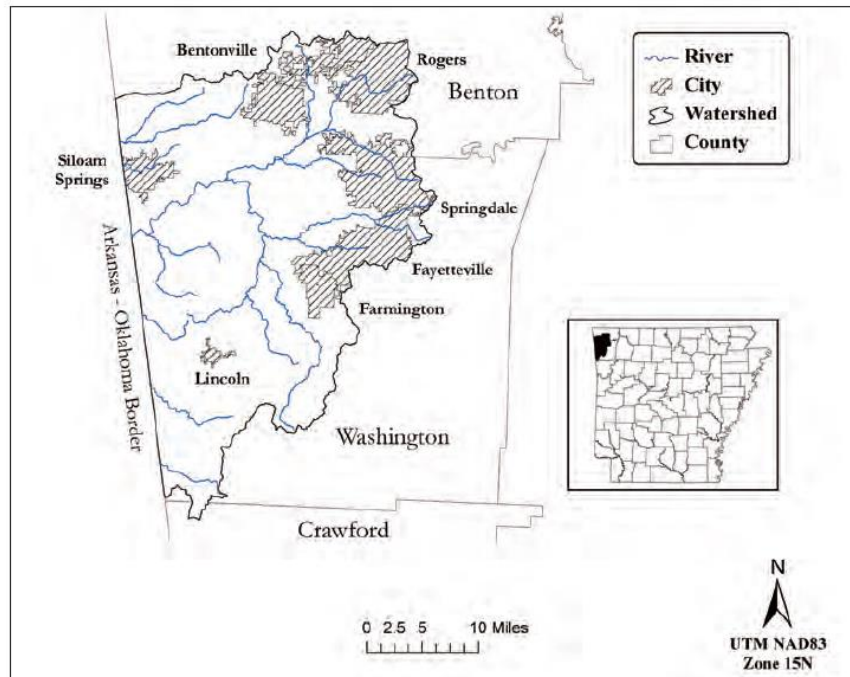 Bentonville
Rogers
Benton
River
City
Watershed
County
Siloam
Springs
Springdale
Fayetteville
Farmington
Arkansas - Oklahoma Border
Lincoln
Washington
Crawford
0 2.5 5 10 Miles
N
UTM NAD83
Zone 15N